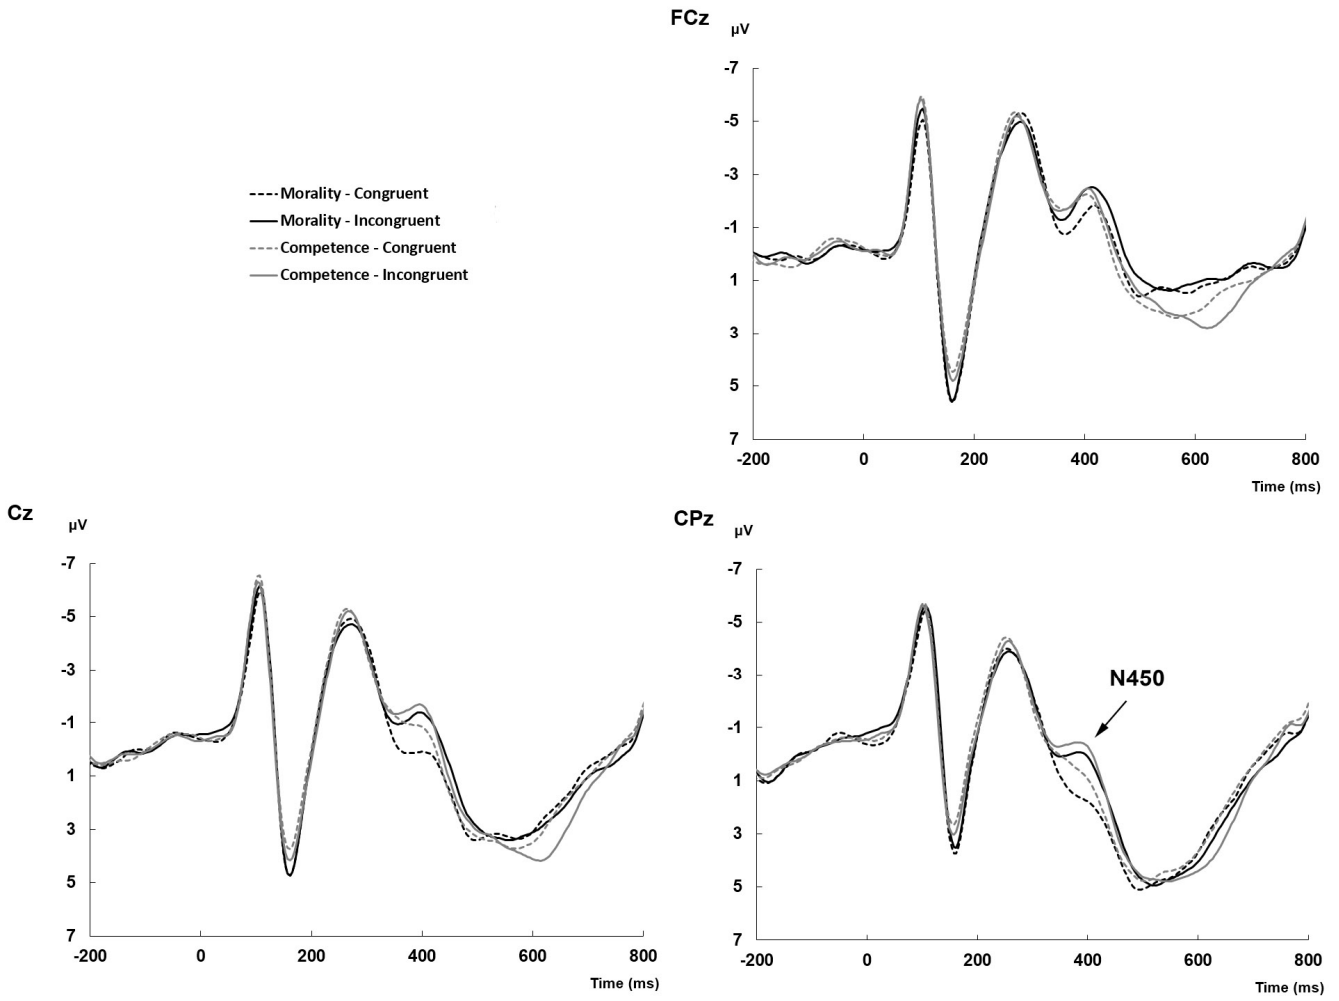 FCz
µV
-7
-5
-3
-1
1
3
5
7
-200 0 200 400 600 800
Time (ms)
Morality - Congruent
Morality - Incongruent
Competence - Congruent
Competence - Incongruent
Cz
µV
-7
-5
-3
-1
1
3
5
7
-200 0 200 400 600 800
Time (ms)
CPz
µV
-7
-5
-3
-1
1
3
5
7
N450
-200 0 200 400 600 800
Time (ms)